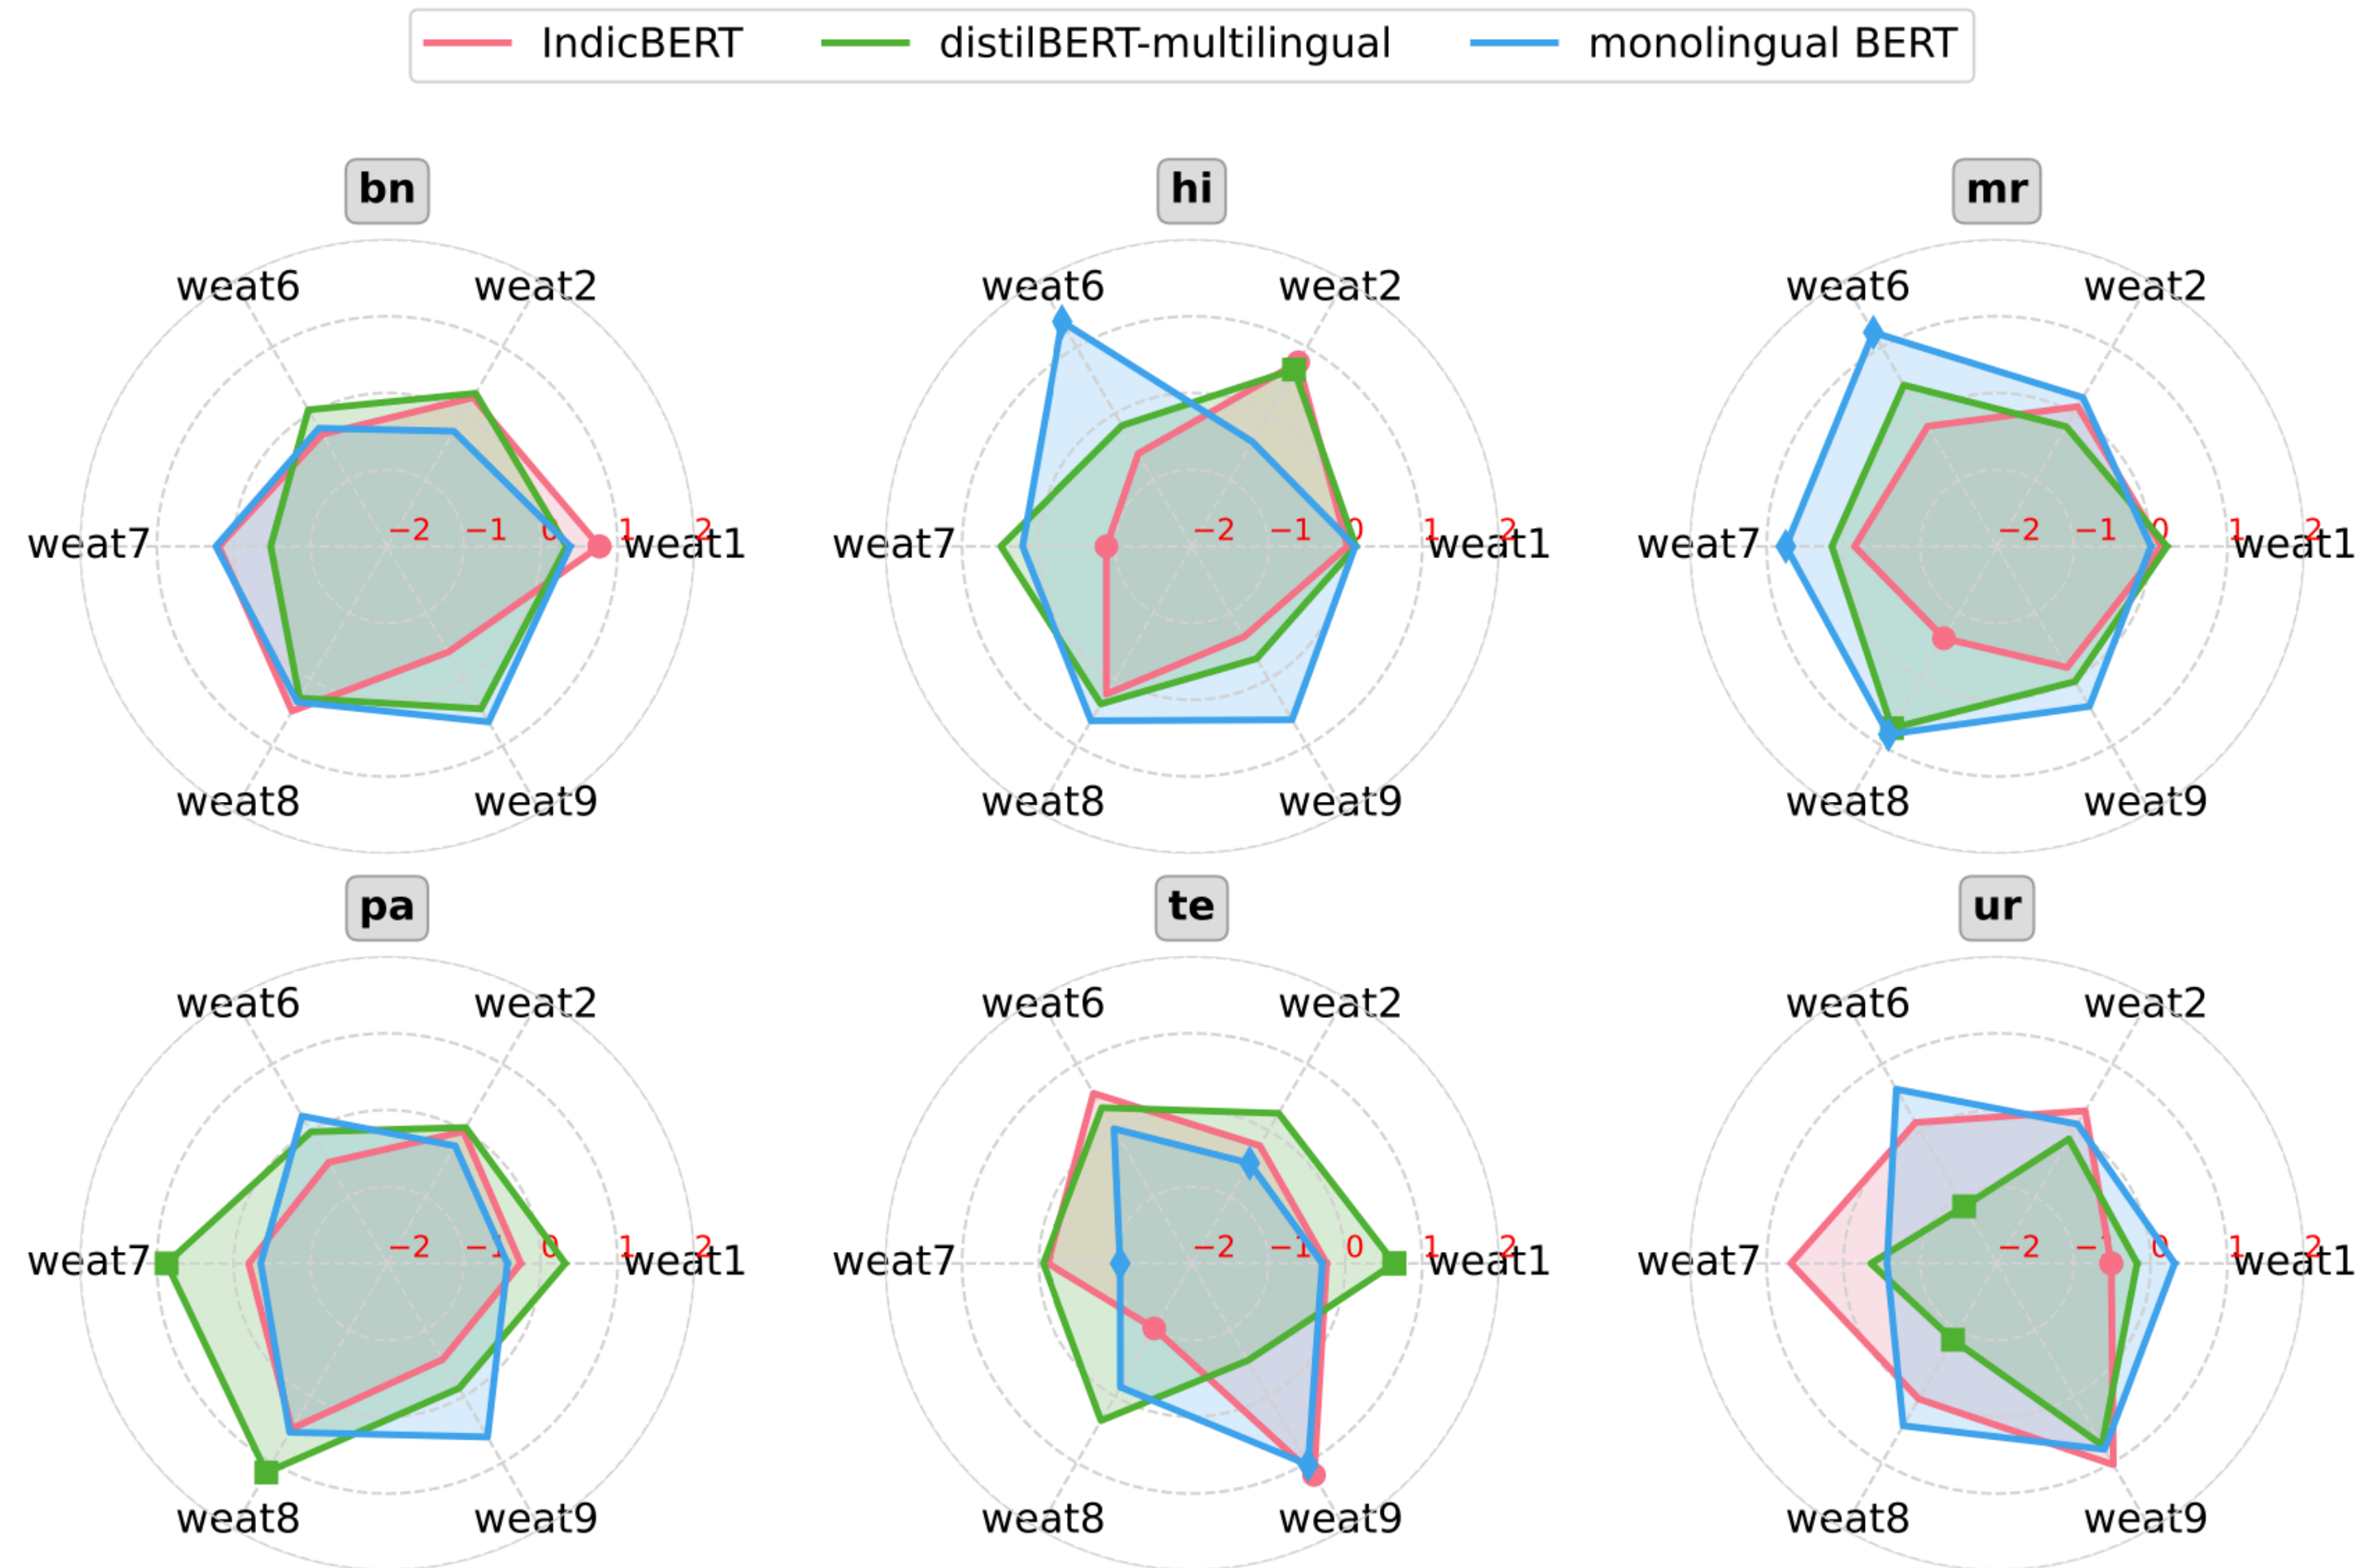 IndicBERT distilBERT-multilingual monolingual BERT
bn hi mr
weat6 weat2 weat6 weat2 weat6 weat2
weat7 −2 −1 0 1 2 weat1 weat7 −2 −1 0 1 2 weat1 weat7 −2 −1 0 1 2 weat1
weat8 weat9 weat8 weat9 weat8 weat9
pa te ur
weat6 weat2 weat6 weat2 weat6 weat2
weat7 −2 −1 0 1 2 weat1 weat7 −2 −1 0 1 2 weat1 weat7 −2 −1 0 1 2 weat1
weat8 weat9 weat8 weat9 weat8 weat9